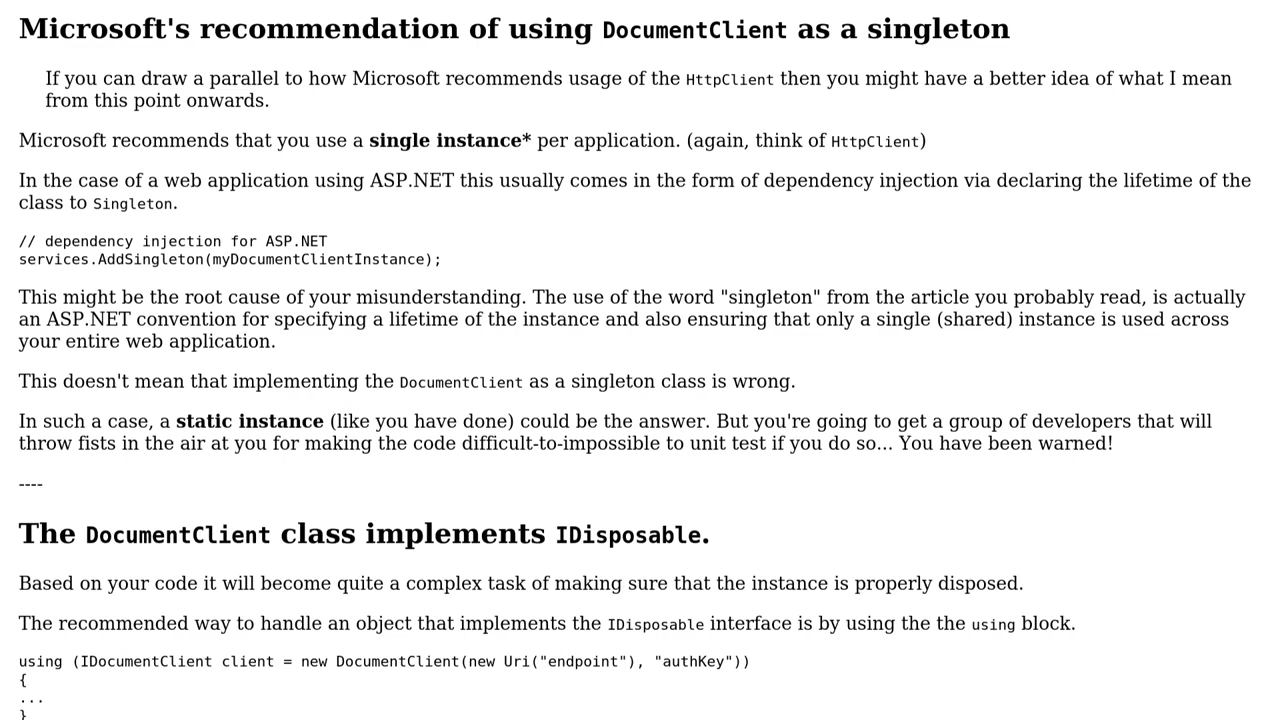 Microsoft's recommendation of using DocumentClient as a singleton
If you can draw a parallel to how Microsoft recommends usage of the HttpClient then you might have a better idea of what I mean
from this point onwards.
Microsoft recommends that you use a single instance* per application. (again, think of HttpClient)
In the case of a web application using ASP.NET this usually comes in the form of dependency injection via declaring the lifetime of the
class to Singleton.
// dependency injection for ASP.NET
services.AddSingleton(myDocumentClientInstance);
This might be the root cause of your misunderstanding. The use of the word "singleton" from the article you probably read, is actually
an ASP.NET convention for specifying a lifetime of the instance and also ensuring that only a single (shared) instance is used across
your entire web application.
This doesn't mean that implementing the DocumentClient as a singleton class is wrong.
In such a case, a static instance (like you have done) could be the answer. But you're going to get a group of developers that will
throw fists in the air at you for making the code difficult-to-impossible to unit test if you do so... You have been warned!
----
The DocumentClient class implements IDisposable.
Based on your code it will become quite a complex task of making sure that the instance is properly disposed.
The recommended way to handle an object that implements the IDisposable interface is by using the the using block.
using (IDocumentClient client = new DocumentClient(new Uri("endpoint"), "authKey"))
{
...
}